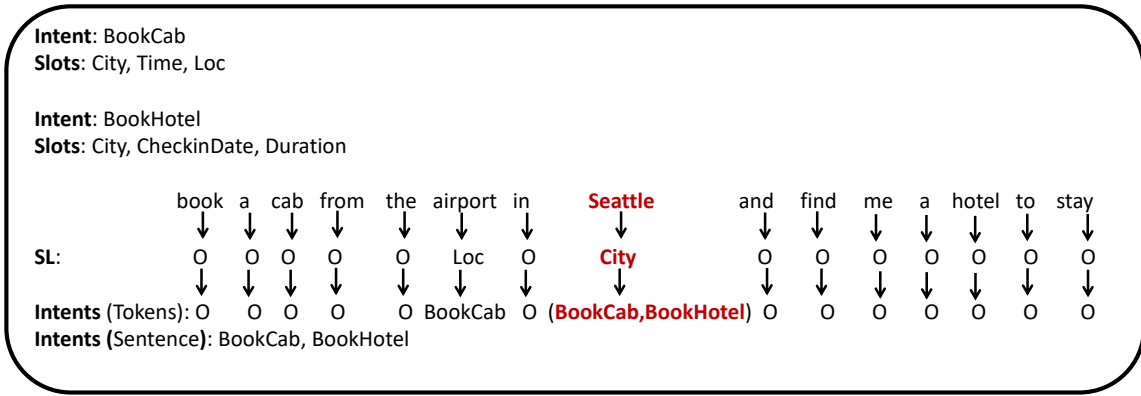 Intent: BookCab
Slots: City, Time, Loc
Intent: BookHotel
Slots: City, CheckinDate, Duration
book a cab from the airport in Seattle and find me a hotel to stay
SL: O O O O O Loc O City O O O O O O O
Intents (Tokens): O O O O O BookCab O (BookCab,BookHotel) O O O O O O O
Intents (Sentence): BookCab, BookHotel